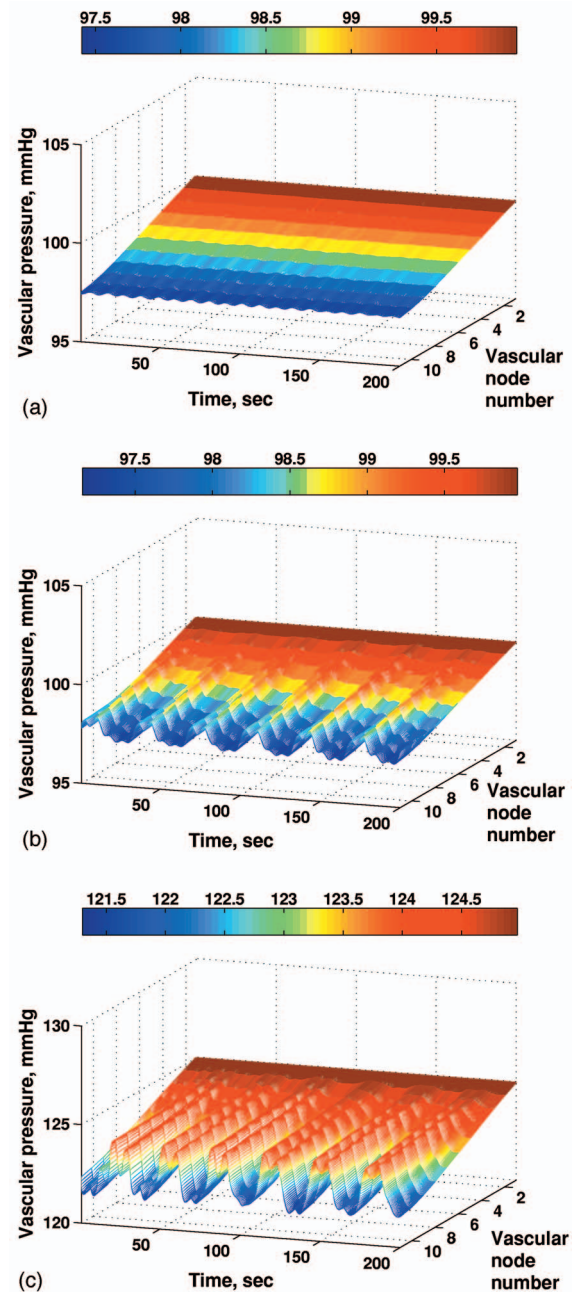 97.5 98 98.5 99 99.5
105
100
95
Vascular pressure, mmHg
50 100 150 200
Time, sec
2 4 6 8 10
Vascular
node
number
(a)
97.5 98 98.5 99 99.5
105
100
95
Vascular pressure, mmHg
50 100 150 200
Time, sec
2 4 6 8 10
Vascular
node
number
(b)
121.5 122 122.5 123 123.5 124 124.5
130
125
120
Vascular pressure, mmHg
50 100 150 200
Time, sec
2 4 6 8 10
Vascular
node
number
(c)